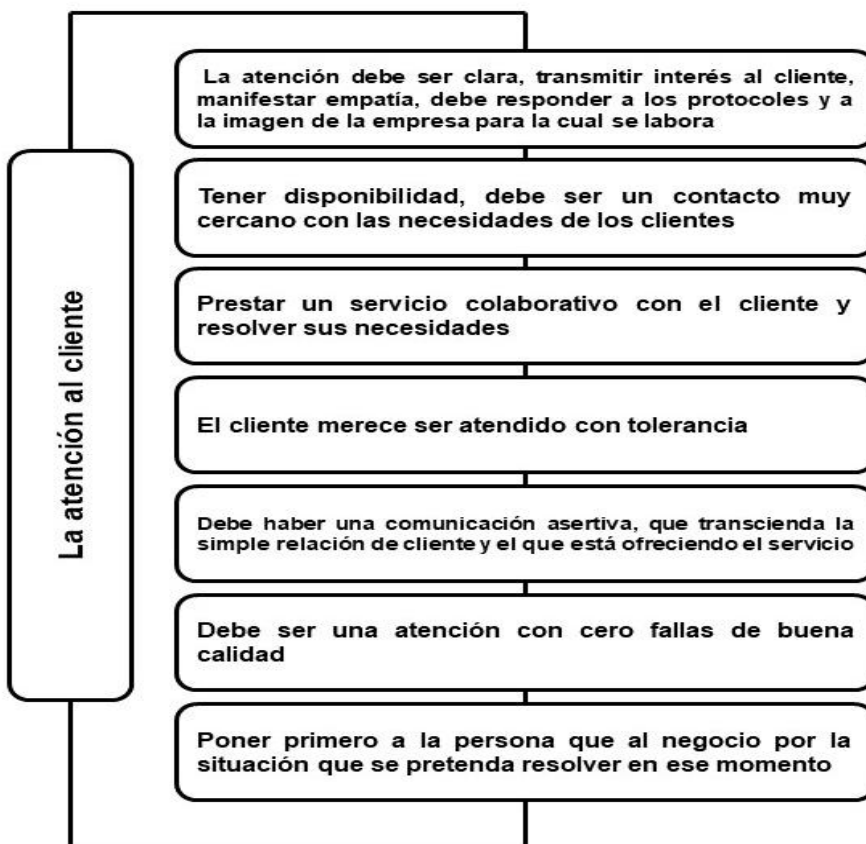 La atención al cliente
La atención debe ser clara, transmitir interés al cliente,
manifestar empatía, debe responder a los protocoles y a
la imagen de la empresa para la cual se labora
Tener disponibilidad, debe ser un contacto muy
cercano con las necesidades de los clientes
Prestar un servicio colaborativo con el cliente y
resolver sus necesidades
El cliente merece ser atendido con tolerancia
Debe haber una comunicación asertiva, que transcienda la
simple relación de cliente y el que está ofreciendo el servicio
Debe ser una atención con cero fallas de buena
calidad
Poner primero a la persona que al negocio por la
situación que se pretenda resolver en ese momento